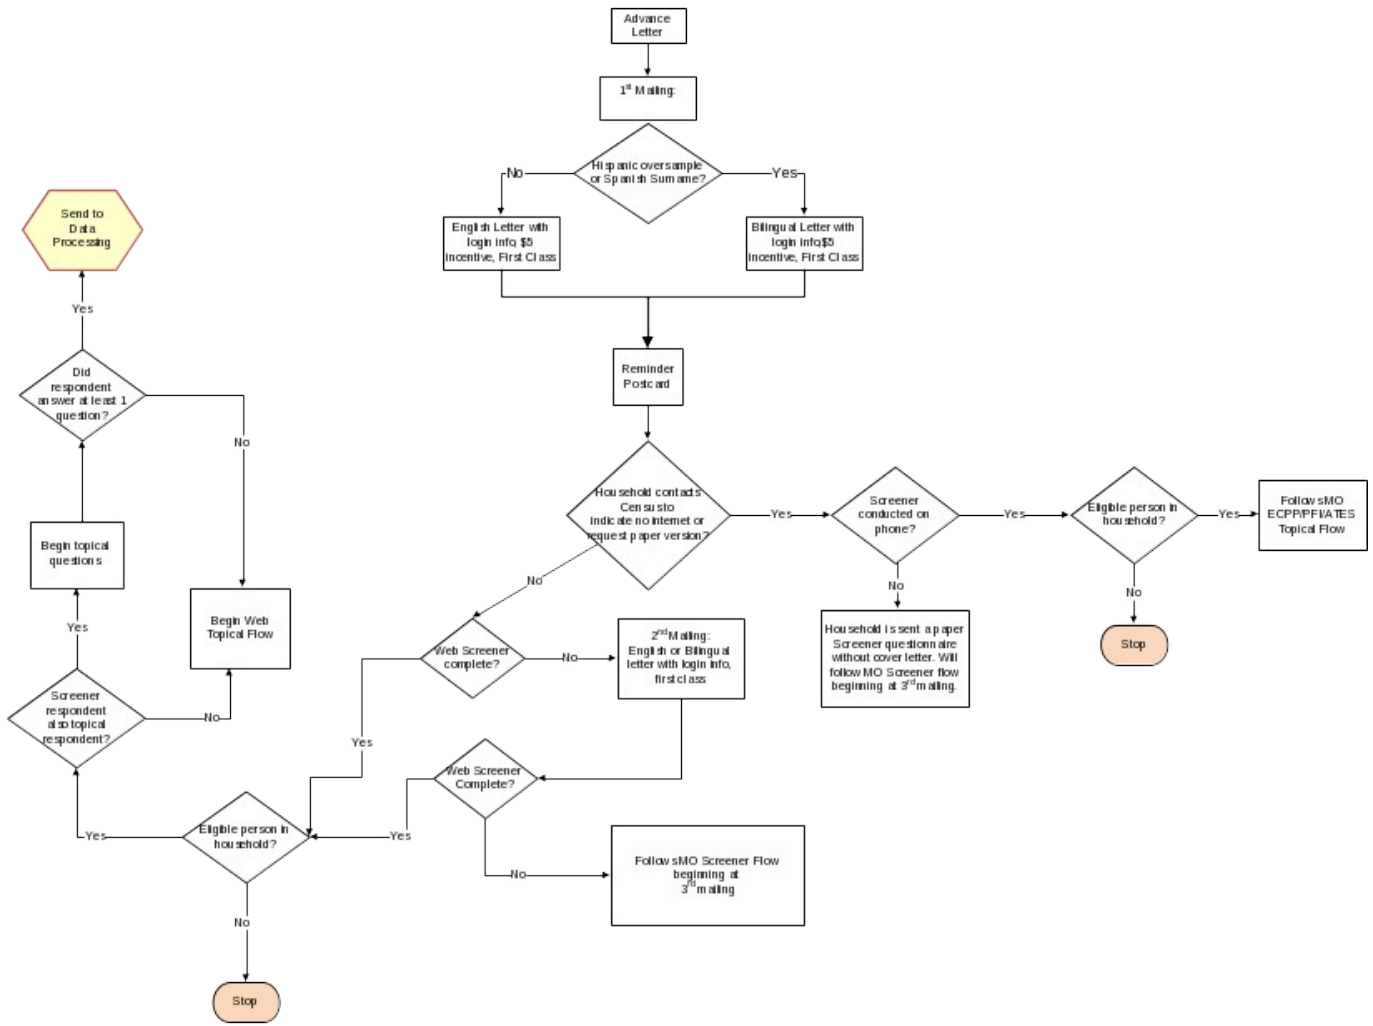 Advance
Letter
1st Mailing:
Hispanic oversample
or Spanish Surname?
No
Yes
English Letter with
login info, $5
incentive, First Class
Bilingual Letter with
login info, $5
incentive, First Class
Send to
Data
Processing
Yes
Did
respondent
answer at least 1
question?
No
Reminder
Postcard
Household contacts
Census to
indicate no internet or
request paper version?
Yes
Screener
conducted on
phone?
Yes
Eligible person in
household?
Yes
Follows MO
ECPP/PFI/ATES
Topical Flow
No
No
No
Stop
Household is sent a paper
Screener questionnaire
without cover letter. Will
follow MO Screener flow
beginning at 3rd mailing.
Begin topical
questions
Yes
Begin Web
Topical Flow
Screener
respondent
also topical
respondent?
No
Web Screener
complete?
No
2nd Mailing:
English or Bilingual
letter with login info,
first class
Yes
Web Screener
Complete?
Yes
Eligible person in
household?
Yes
No
Follows MO Screener Flow
beginning at
3rd mailing
No
Stop